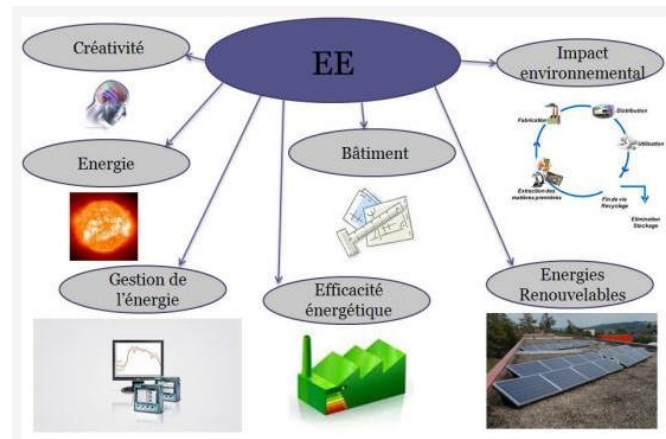 EE
Créativité
Impact
environnemental
Distribution
Fabrication
Utilisation
Extraction des
matières premières
Fin de vie
Recyclage
Elimination
Stockage
Energie
Bâtiment
Gestion de
l'énergie
Efficacité
énergétique
Energies
Renouvelables